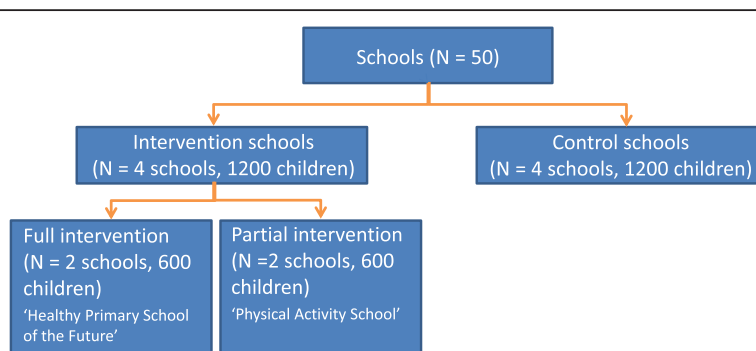 Schools (N = 50)
Intervention schools
(N = 4 schools, 1200 children)
Control schools
(N = 4 schools, 1200 children)
Full intervention
(N = 2 schools, 600
children)
‘Healthy Primary School
of the Future’
Partial intervention
(N =2 schools, 600
children)
‘Physical Activity School’